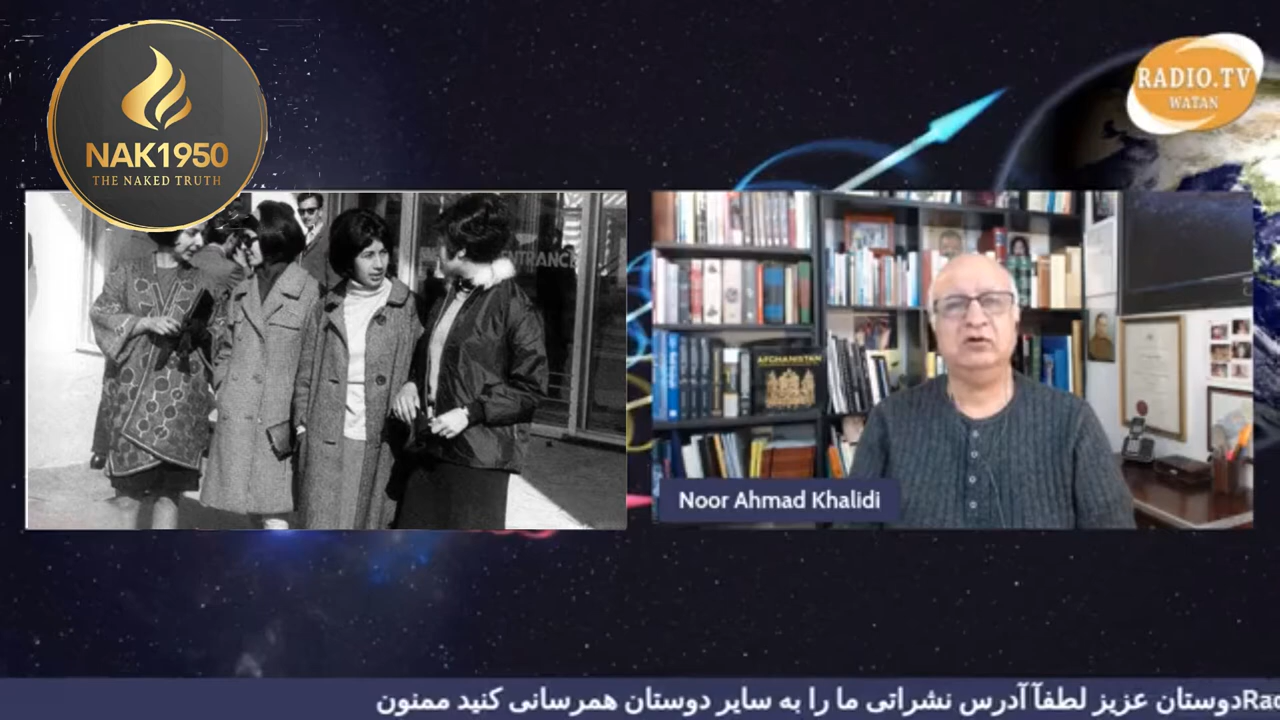 NAK1950
THE NAKED TRUTH
RADIO.TV
WATAN
ENTRANCE
AFGHANISTAN
Noor Ahmad Khalidi
دوستان عزیز لطفآ آدرس نشراتی ما را به سایر دوستان همرسانی کنید ممنون